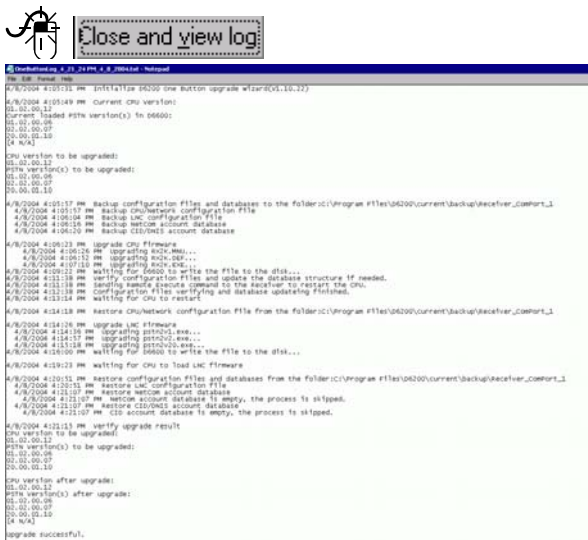 Close and view log
OneButtonLog_4_21_24 PM_4_8_2004.txt - Notepad
File Edit Format Help
4/8/2004 4:05:31 PM Initialize D6200 One Button upgrade wizard(V1.10.22)
4/8/2004 4:05:49 PM Current CPU version:
01.02.00.12
Current loaded PSTN version(s) in D6600:
01.02.00.06
02.02.00.07
20.00.01.10
[4 N/A]
CPU version to be upgraded:
01.02.00.12
PSTN version(s) to be upgraded:
01.02.00.06
02.02.00.07
20.00.01.10
4/8/2004 4:05:57 PM Backup configuration files and databases to the folder:C:\Program Files\D6200\current\backup\Receiver_ComPort_1
4/8/2004 4:05:57 PM Backup CPU/Network configuration file
4/8/2004 4:06:04 PM Backup LNC configuration file
4/8/2004 4:06:16 PM Backup NetCom account database
4/8/2004 4:06:20 PM Backup CID/DNIS account database
4/8/2004 4:06:23 PM Upgrade CPU firmware
4/8/2004 4:06:26 PM Upgrading RX2K.MNU...
4/8/2004 4:06:52 PM Upgrading RX2K.DEF...
4/8/2004 4:07:10 PM Upgrading RX2K.EXE...
4/8/2004 4:09:22 PM Waiting for D6600 to write the file to the disk...
4/8/2004 4:11:38 PM Verify configuration files and update the database structure if needed.
4/8/2004 4:11:38 PM Sending Remote Execute command to the Receiver to restart the CPU.
4/8/2004 4:12:38 PM Configuration files verifying and database updateing finished.
4/8/2004 4:13:14 PM Waiting for CPU to restart
4/8/2004 4:14:18 PM Restore CPU/Network configuration file from the folder:C:\Program Files\D6200\current\backup\Receiver_ComPort_1
4/8/2004 4:14:26 PM Upgrade LNC Firmware
4/8/2004 4:14:36 PM Upgrading pstn2v1.exe...
4/8/2004 4:14:57 PM Upgrading pstn2v2.exe...
4/8/2004 4:15:18 PM Upgrading pstn2v20.exe...
4/8/2004 4:16:00 PM Waiting for D6600 to write the file to the disk...
4/8/2004 4:19:23 PM Waiting for CPU to load LNC firmware
4/8/2004 4:20:51 PM Restore configuration files and databases from the folder:C:\Program Files\D6200\current\backup\Receiver_ComPort_1
4/8/2004 4:20:51 PM Restore LNC configuration file
4/8/2004 4:21:07 PM Restore NetCom account database
4/8/2004 4:21:07 PM NetCom account database is empty, the process is skipped.
4/8/2004 4:21:07 PM Restore CID/DNIS account database
4/8/2004 4:21:07 PM CID account database is empty, the process is skipped.
4/8/2004 4:21:15 PM Verify upgrade result
CPU version to be upgraded:
01.02.00.12
PSTN version(s) to be upgraded:
01.02.00.06
02.02.00.07
20.00.01.10
CPU version after upgrade:
01.02.00.12
PSTN version(s) after upgrade:
01.02.00.06
02.02.00.07
20.00.01.10
[4 N/A]
Upgrade successful.